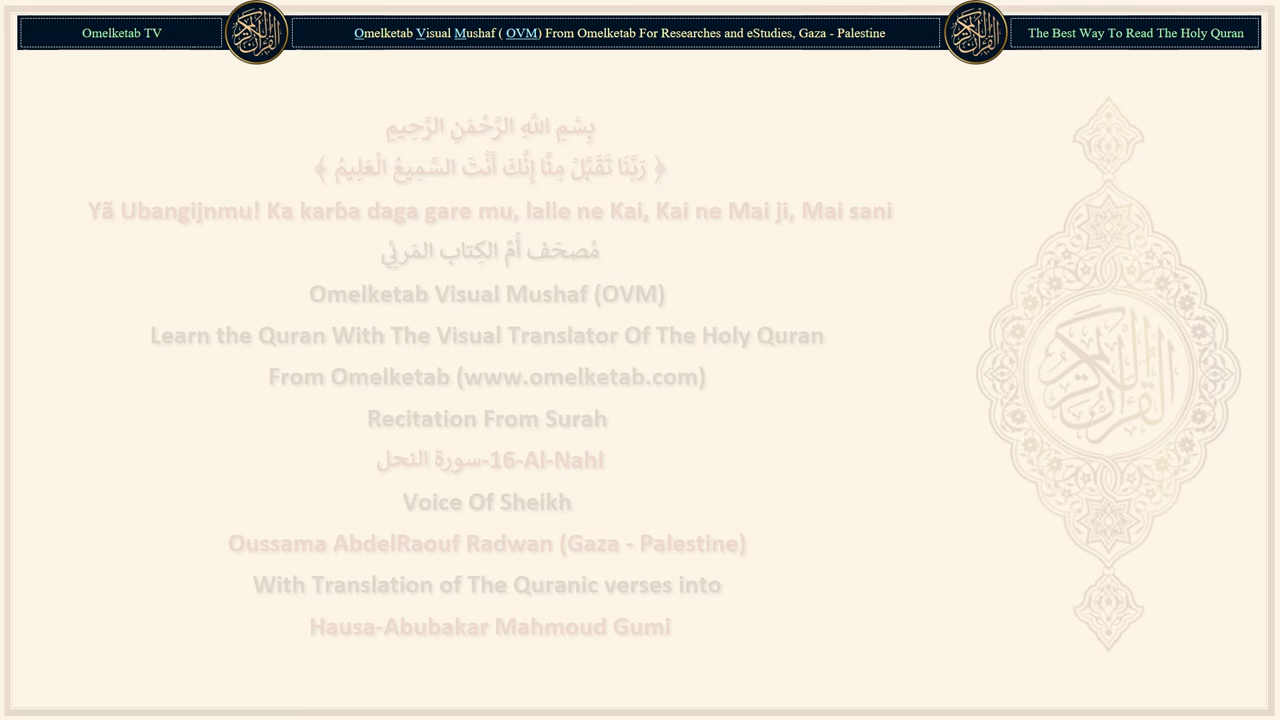 Omelketab TV
Omelketab Visual Mushaf ( OVM) From Omelketab For Researches and eStudies, Gaza - Palestine
The Best Way To Read The Holy Quran
بِسْمِ اللَّهِ الرَّحْمَنِ الرَّحِيمِ
﴿ رَبَّنَا تَقَبَّلْ مِنَّا إِنَّكَ أَنْتَ السَّمِيعُ الْعَلِيمُ ﴾
Yã Ubangijnmu! Ka karɓa daga gare mu, lalle ne Kai, Kai ne Mai ji, Mai sani
مُصحَف أُمِّ الكِتاب المَرئِي
Omelketab Visual Mushaf (OVM)
Learn the Quran With The Visual Translator Of The Holy Quran
From Omelketab (www.omelketab.com)
Recitation From Surah
سورة النحل-16-Al-Nahl
Voice Of Sheikh
Oussama AbdelRaouf Radwan (Gaza - Palestine)
With Translation of The Quranic verses into
Hausa-Abubakar Mahmoud Gumi